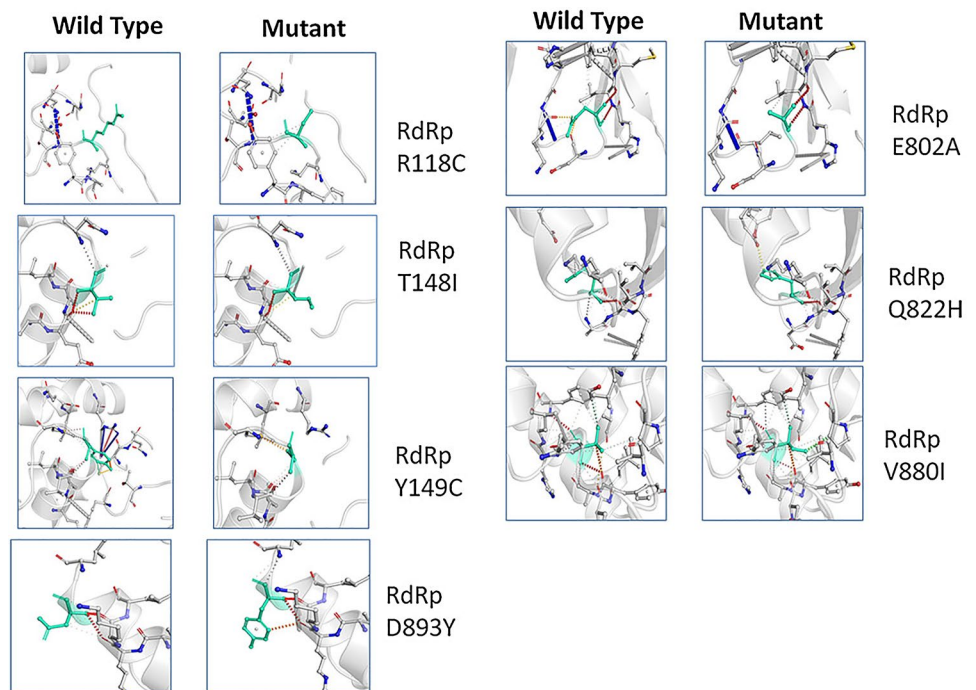 Wild Type
Mutant
RdRp
R118C
RdRp
T148I
RdRp
Y149C
RdRp
D893Y
Wild Type
Mutant
RdRp
E802A
RdRp
Q822H
RdRp
V880I